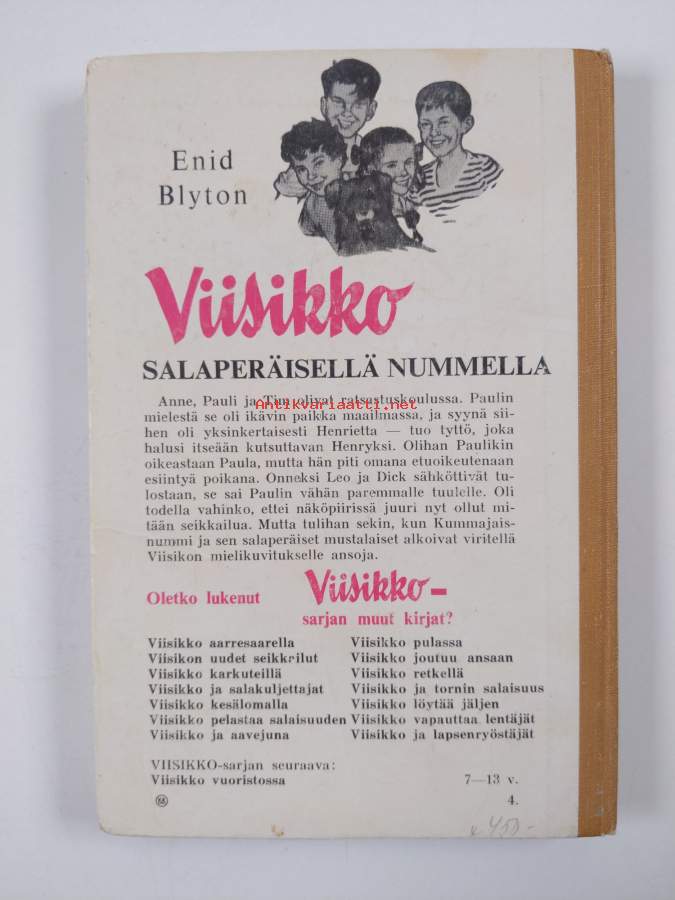 Enid
Blyton
Viisikko
SALAPERÄISELLÄ NUMMELLA
Anne, Pauli ja Tim olivat ratsastuskoulussa. Paulin
mielestä se oli ikävin paikka maailmassa, ja syynä sii-
hen oli yksinkertaisesti Henrietta — tuo tyttö, joka
halusi itseään kutsuttavan Henryksi. Olihan Paulikin
oikeastaan Paula, mutta hän piti omana etuoikeutenaan
esiintyä poikana. Onneksi Leo ja Dick sähköttivät tu-
lostaan, se sai Paulin vähän paremmalle tuulelle. Oli
todella vahinko, ettei näköpiirissä juuri nyt ollut mi-
tään seikkailua. Mutta tulihan sekin, kun Kummajais-
nummi ja sen salaperäiset mustalaiset alkoivat viritellä
Viisikon mielikuvitukselle ansoja.
Antikvariaatti.net
Oletko lukenut Viisikko-
sarjan muut kirjat?
Viisikko aarresaarella
Viisikon uudet seikkailut
Viisikko karkuteillä
Viisikko ja salakuljettajat
Viisikko kesälomalla
Viisikko pelastaa salaisuuden
Viisikko ja aavejuna
Viisikko pulassa
Viisikko joutuu ansaan
Viisikko retkellä
Viisikko ja tornin salaisuus
Viisikko löytää jäljen
Viisikko vapauttaa lentäjät
Viisikko ja lapsenryöstäjät
VIISIKKO-sarjan seuraava:
Viisikko vuoristossa
7—13 v.
4.
450-